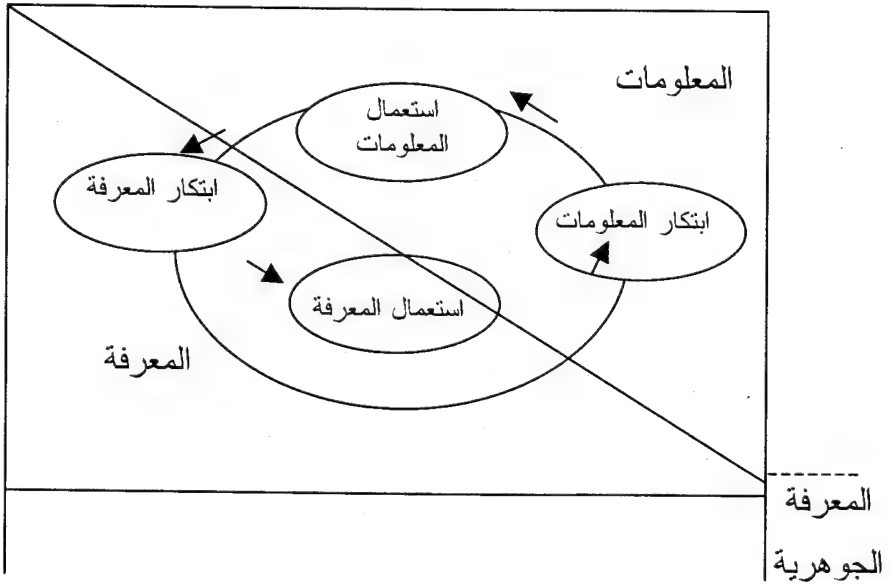 المعلومات
استعمال
المعلومات
ابتكار المعرفة
ابتكار المعلومات
استعمال المعرفة
المعرفة
المعرفة
الجوهرية